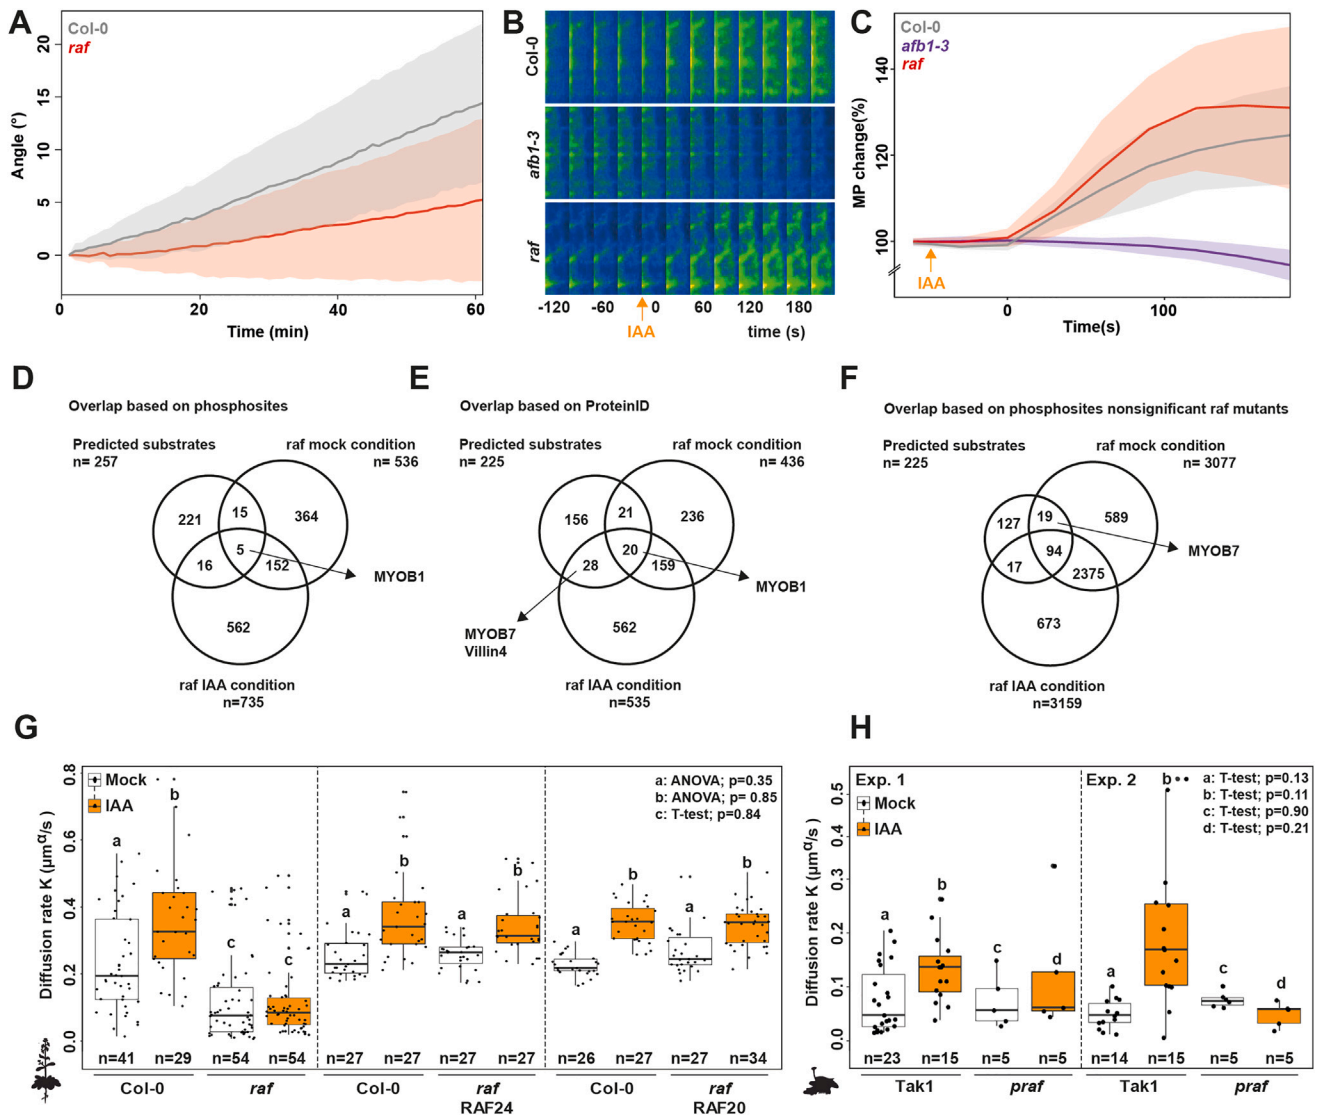 A
Col-0
raf
20
15
10
5
0
Angle (°)
0
20
40
60
Time (min)
B
Col-0
afb1-3
raf
-120
-60
0
60
120
180
IAA
time (s)
C
Col-0
afb1-3
raf
140
120
100
MP change(%)
IAA
0
100
Time(s)
D
Overlap based on phosphosites
Predicted substrates
n= 257
raf mock condition
n= 536
221
15
364
5
16
152
MYOB1
562
raf IAA condition
n=735
E
Overlap based on ProteinID
Predicted substrates
n= 225
raf mock condition
n= 436
156
21
236
20
28
159
MYOB1
MYOB7
Villin4
562
raf IAA condition
n=535
F
Overlap based on phosphosites nonsignificant raf mutants
Predicted substrates
n= 225
raf mock condition
n= 3077
127
19
589
MYOB7
94
17
2375
673
raf IAA condition
n=3159
G
Diffusion rate K (µmα/s)
0.8
0.6
0.4
0.2
0.0
Mock
IAA
a: ANOVA; p=0.35
b: ANOVA; p= 0.85
c: T-test; p=0.84
a
b
c
c
a
b
a
b
a
b
a
b
n=41
n=29
n=54
n=54
n=27
n=27
n=27
n=27
n=26
n=27
n=27
n=34
Col-0
raf
Col-0
raf
RAF24
Col-0
raf
RAF20
H
Diffusion rate K (µmα/s)
0.5
0.4
0.3
0.2
0.1
0.0
Exp. 1
Mock
IAA
Exp. 2
a: T-test; p=0.13
b: T-test; p=0.11
c: T-test; p=0.90
d: T-test; p=0.21
a
b
c
d
a
b
c
d
n=23
n=15
n=5
n=5
n=14
n=15
n=5
n=5
Tak1
praf
Tak1
praf